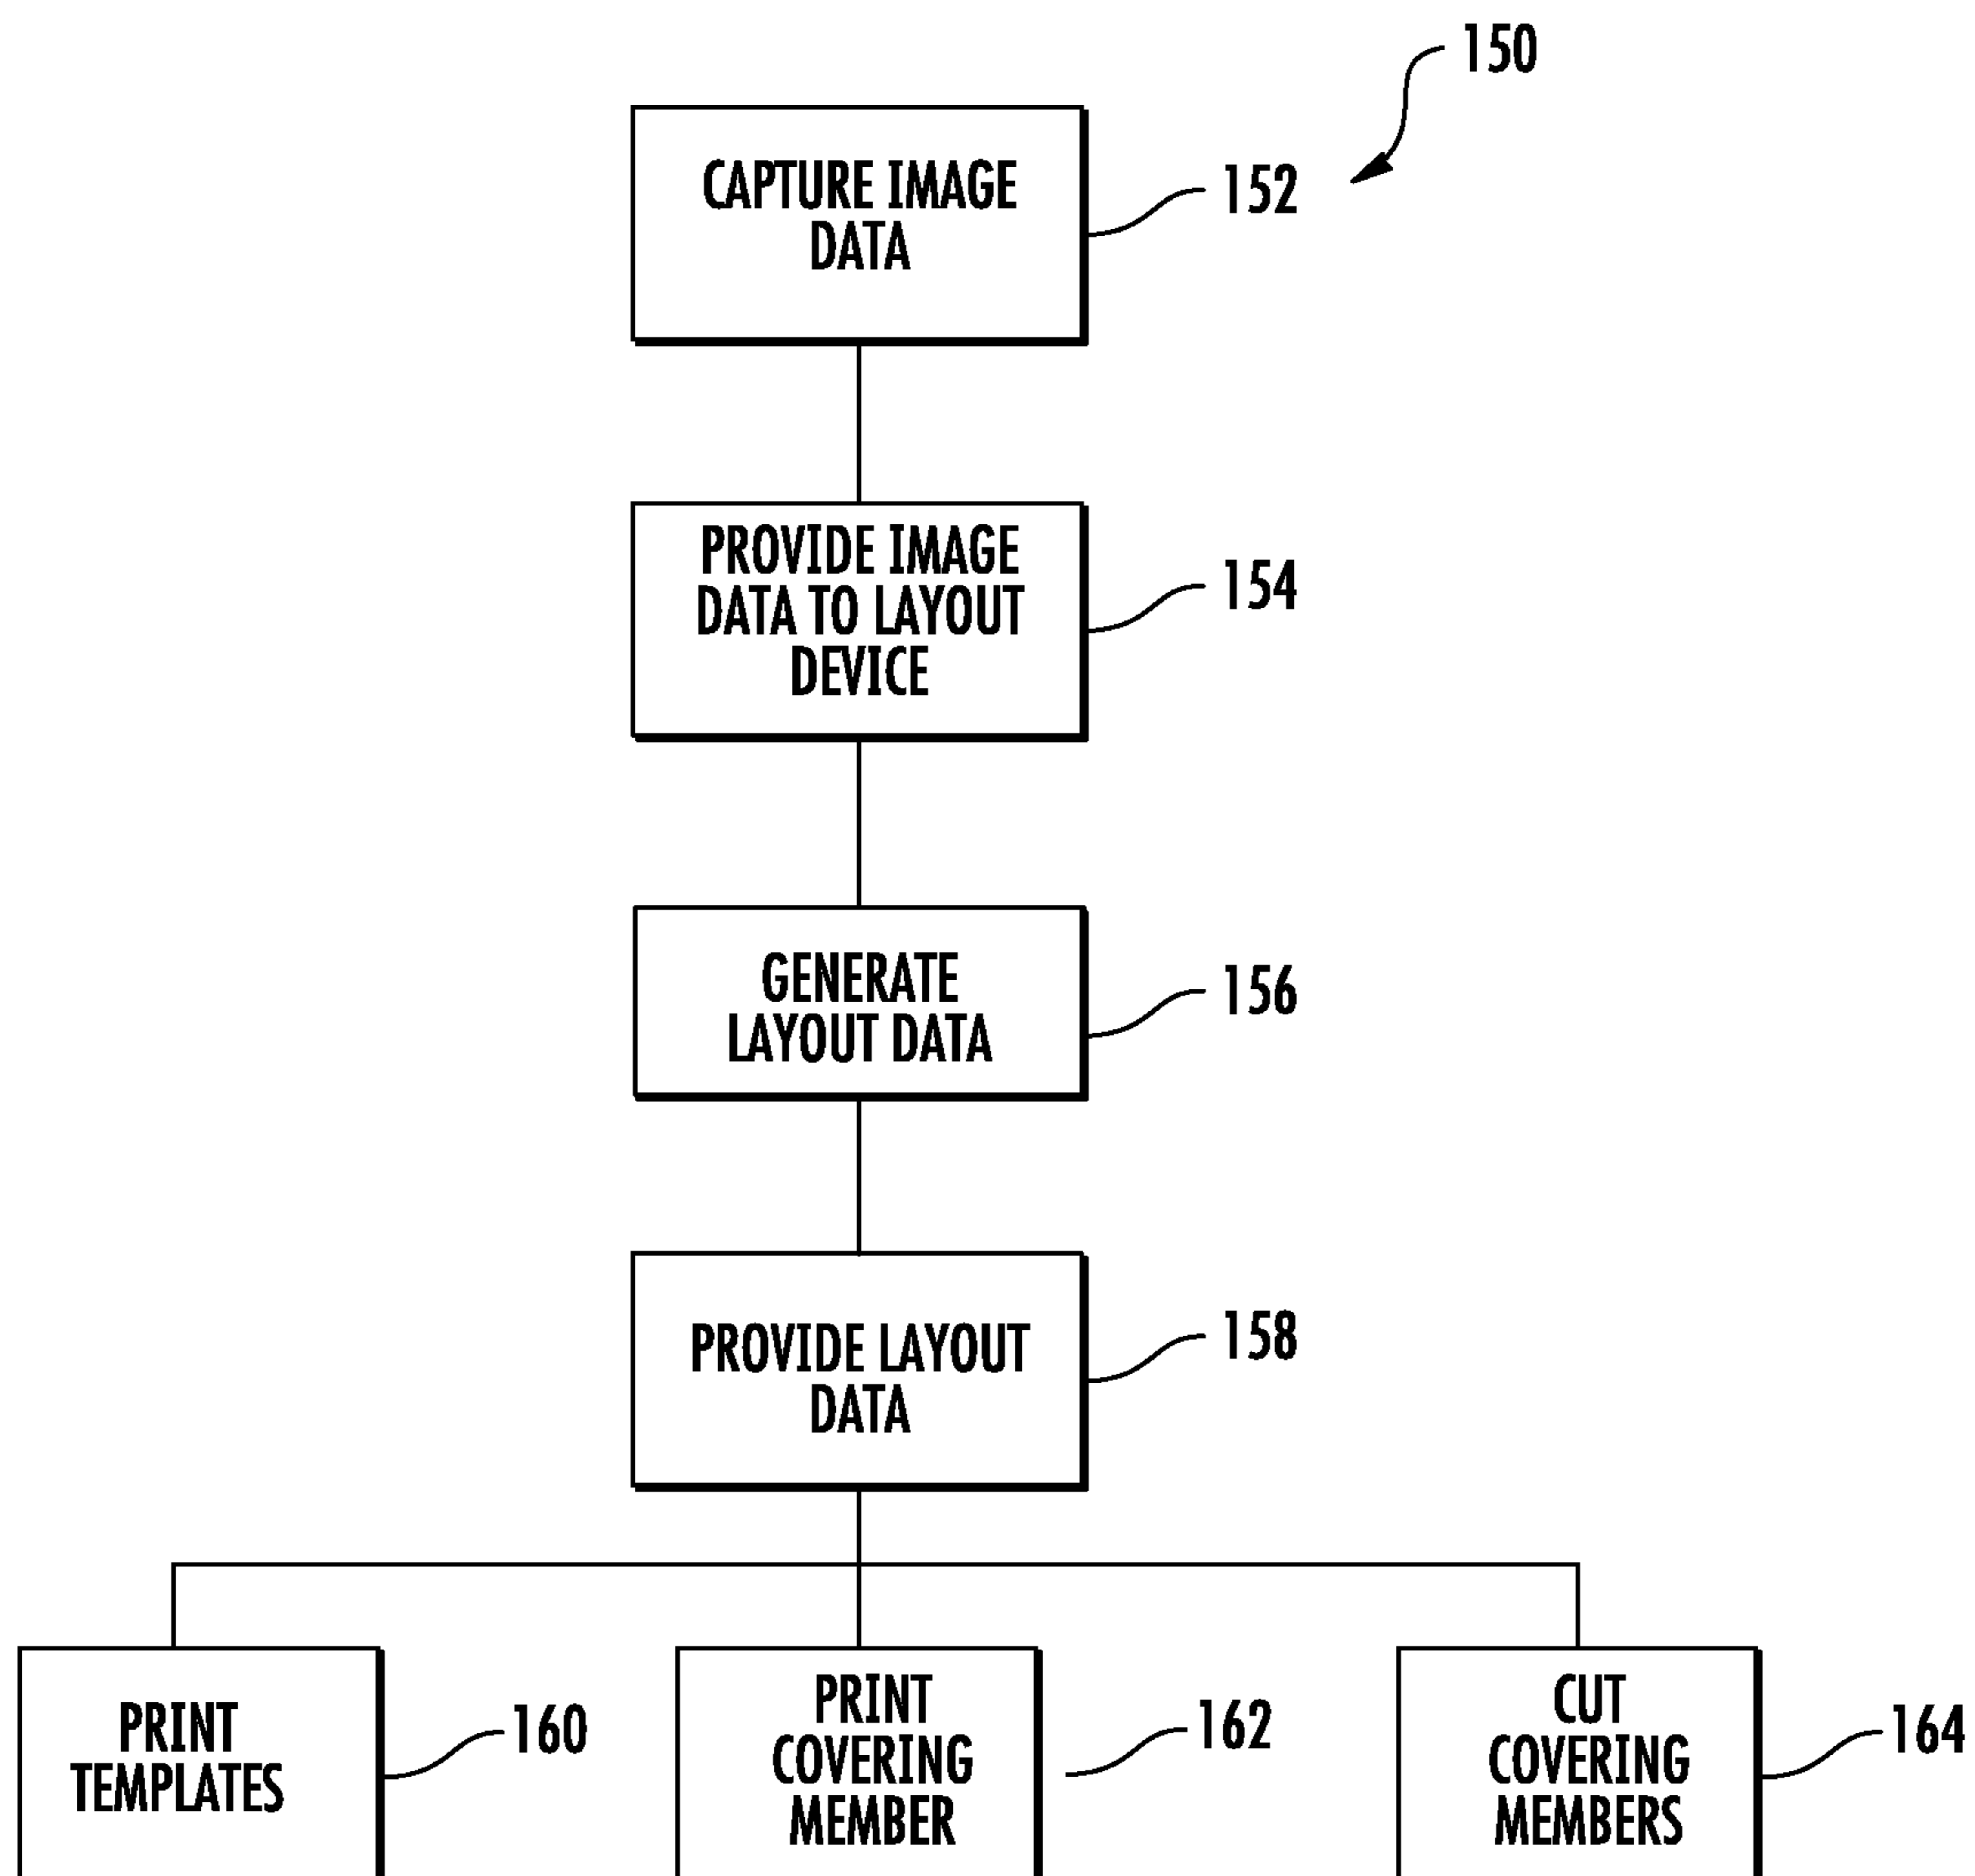 150
CAPTURE IMAGE
DATA
152
PROVIDE IMAGE
DATA TO LAYOUT
DEVICE
154
GENERATE
LAYOUT DATA
156
PROVIDE LAYOUT
DATA
158
PRINT
TEMPLATES
160
PRINT
COVERING
MEMBER
162
CUT
COVERING
MEMBERS
164